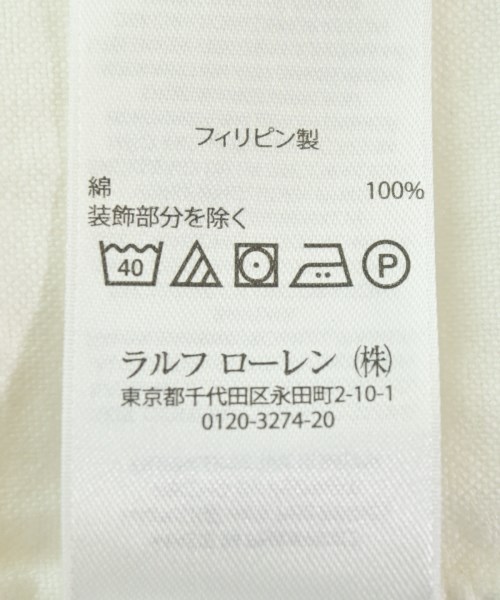 フィリピン製
綿 100%
装飾部分を除く
40 P
ラルフ ローレン (株)
東京都千代田区永田町2-10-1
0120-3274-20